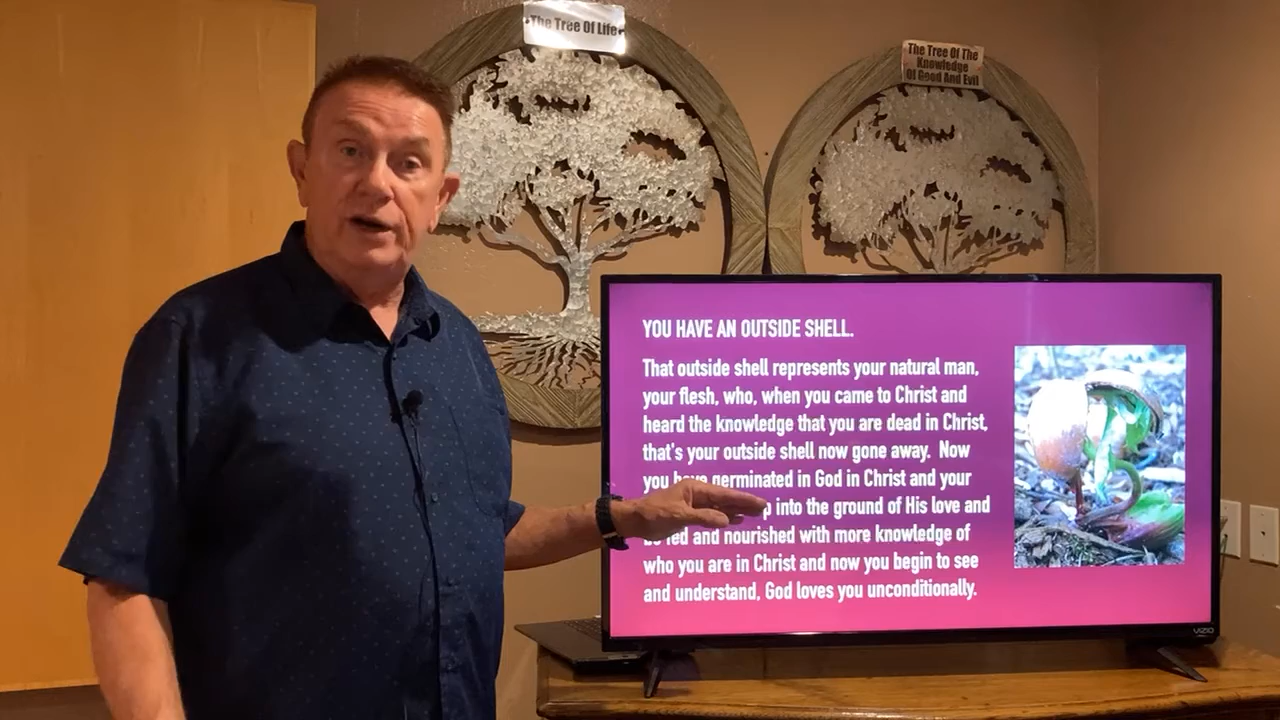 The Tree Of Life
The Tree Of The
Knowledge
Of Good And Evil
YOU HAVE AN OUTSIDE SHELL.
That outside shell represents your natural man,
your flesh, who, when you came to Christ and
heard the knowledge that you are dead in Christ,
that's your outside shell now gone away. Now
you have germinated in God in Christ and your
into the ground of His love and
fed and nourished with more knowledge of
who you are in Christ and now you begin to see
and understand, God loves you unconditionally.
VIZIO